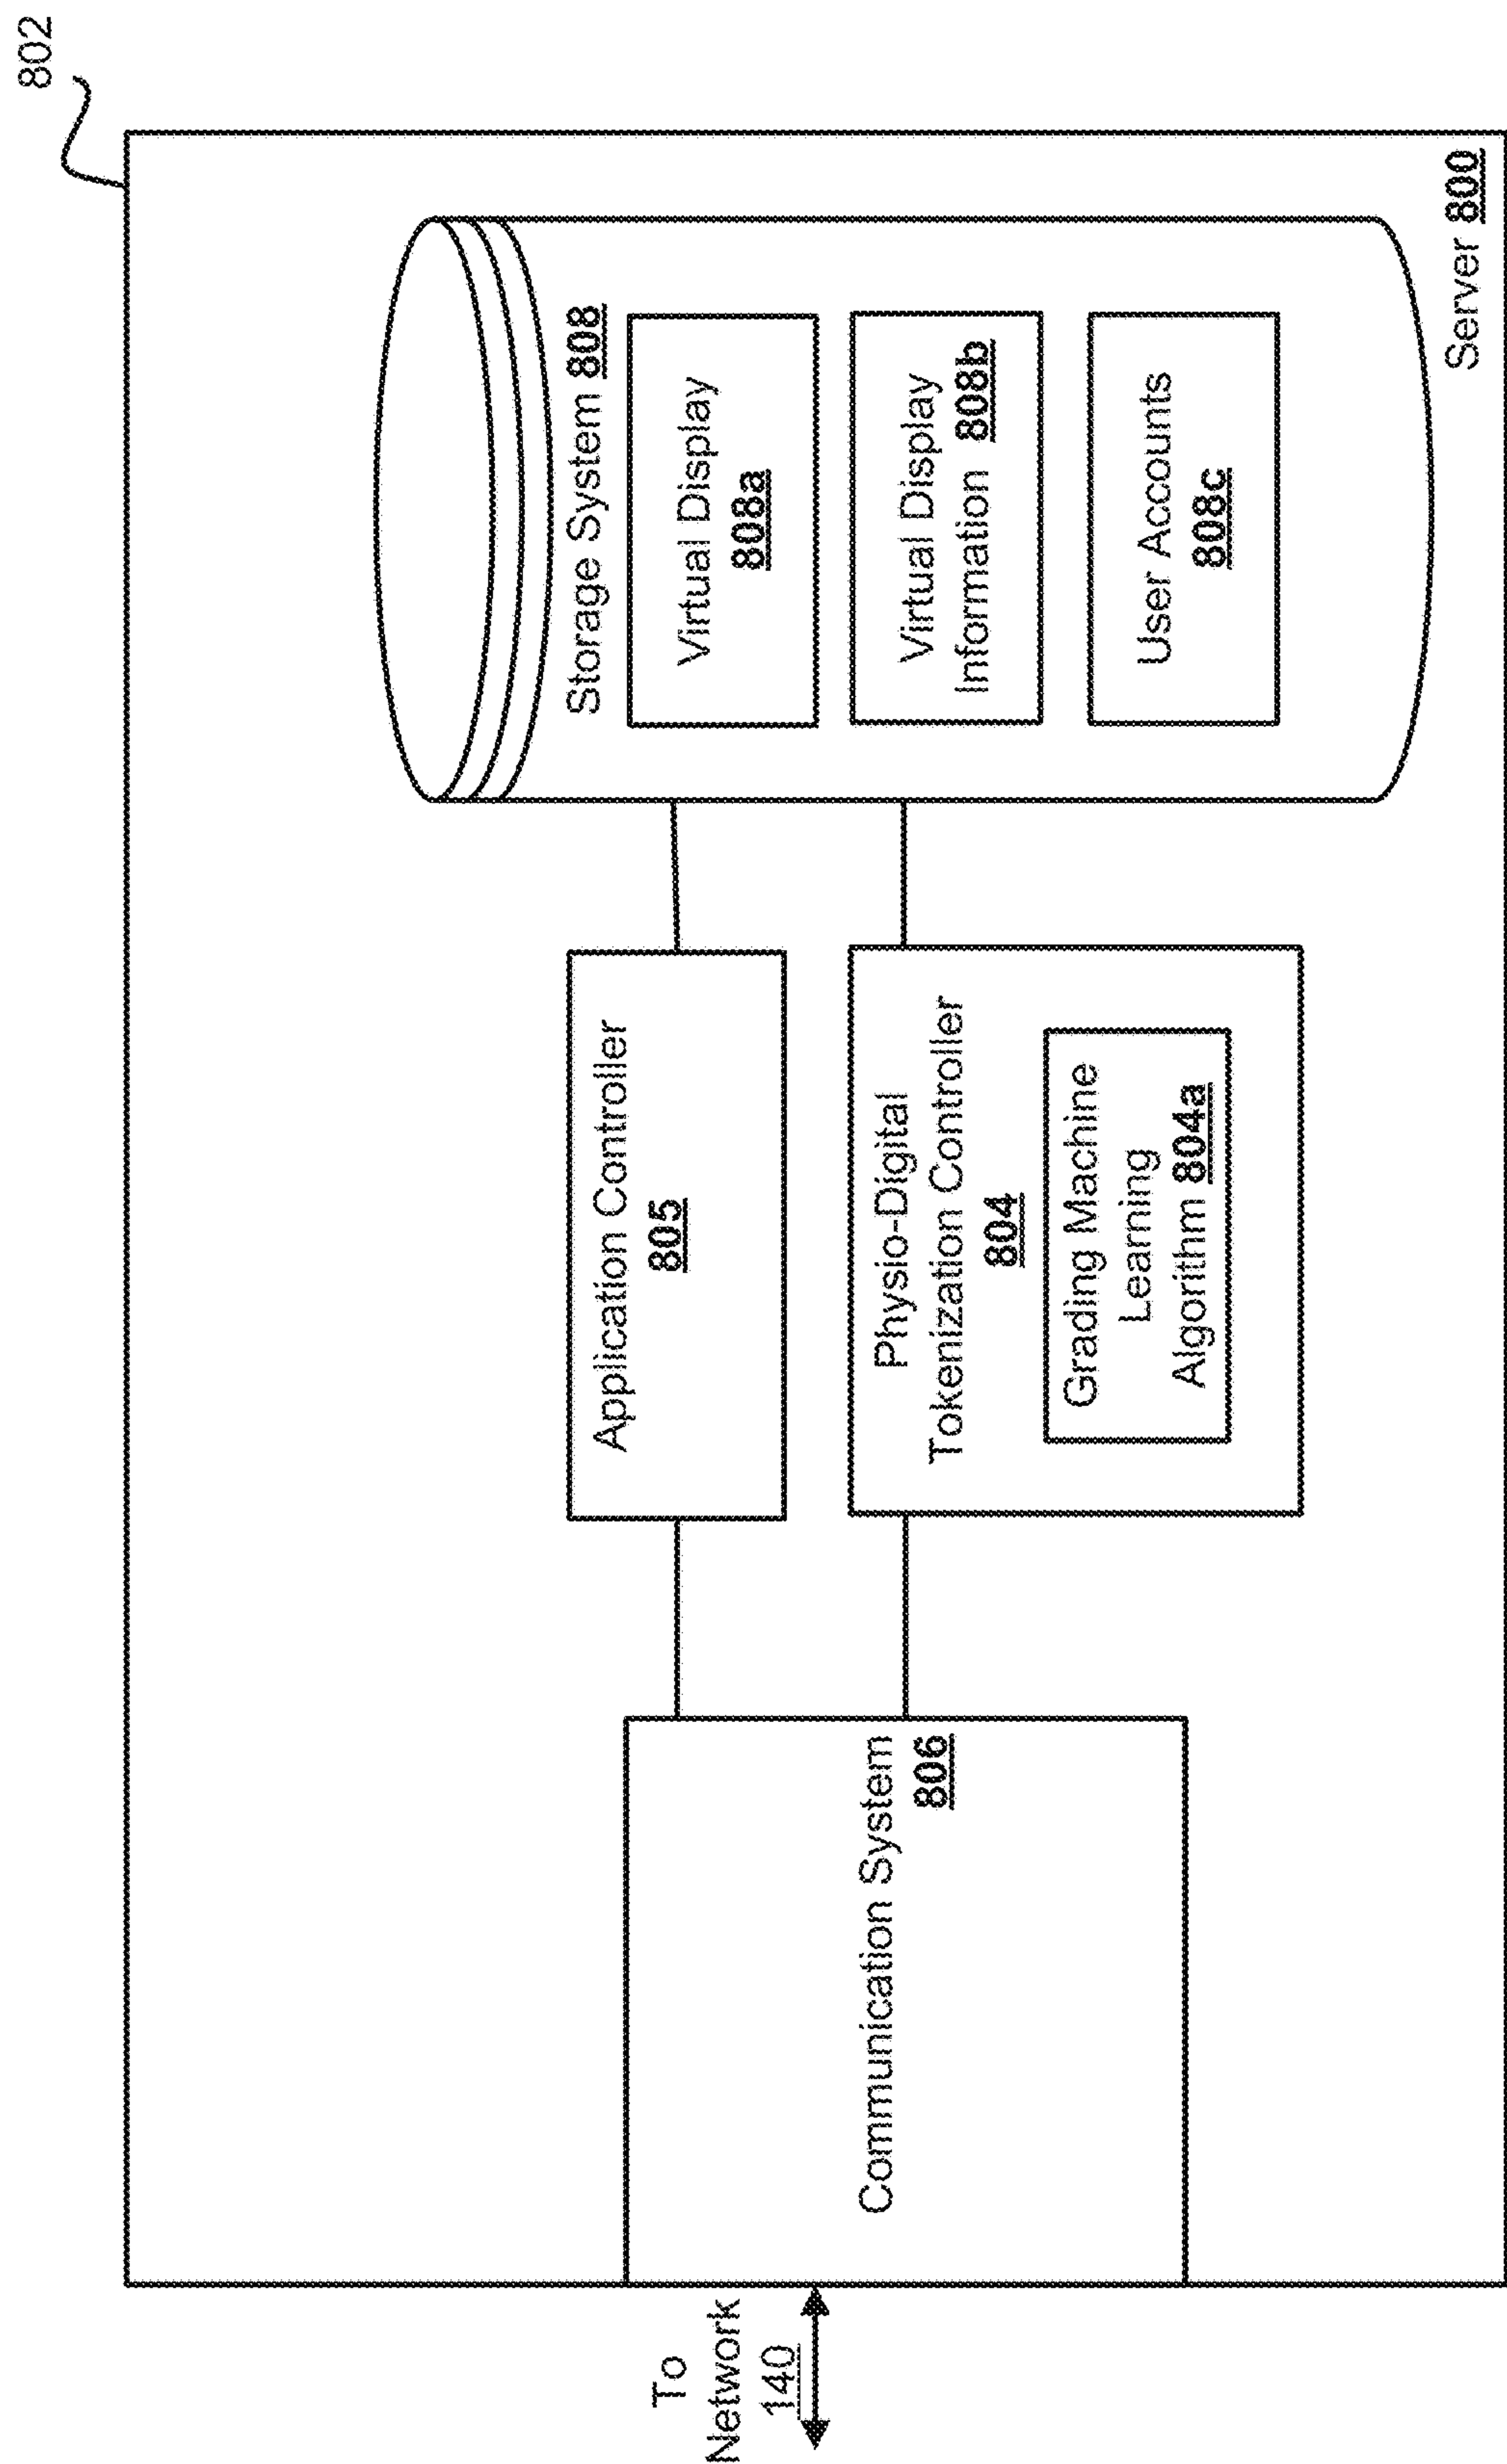 802
To
Network
140
Communication System
806
Application Controller
805
Physio-Digital
Tokenization Controller
804
Grading Machine
Learning
Algorithm 804a
Storage System 808
Virtual Display
808a
Virtual Display
Information 808b
User Accounts
808c
Server 800